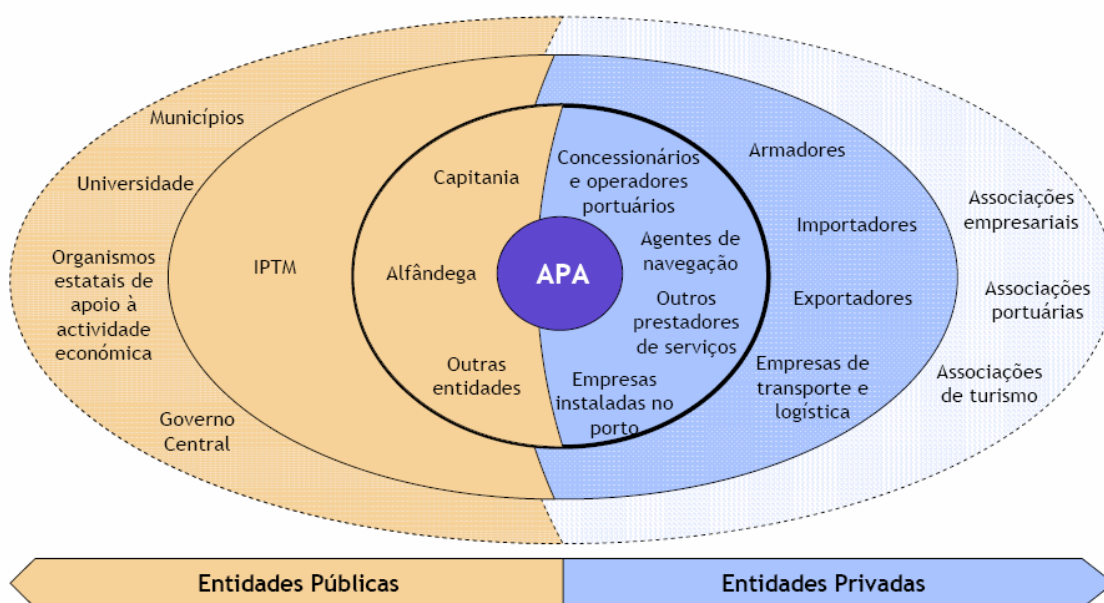 Municípios
Universidade
Organismos
estatais de
apoio à
actividade
económica
Governo
Central
IPTM
Capitania
Alfândega
Outras
entidades
APA
Concessionários
e operadores
portuários
Agentes de
navegação
Outros
prestadores
de serviços
Empresas
instaladas no
porto
Armadores
Importadores
Exportadores
Empresas de
transporte e
logística
Associações
empresariais
Associações
portuárias
Associações
de turismo
Entidades Públicas
Entidades Privadas